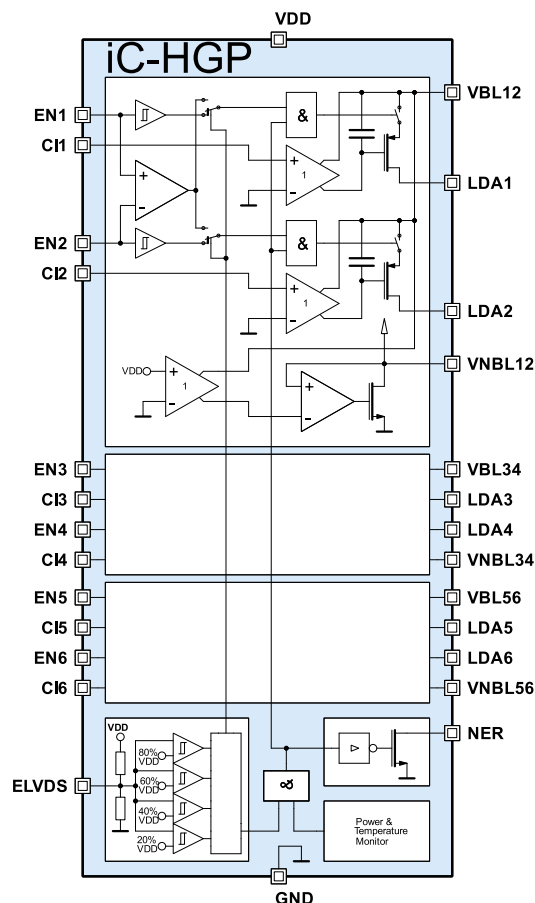 VDD
iC-HGP
EN1
CI1
EN2
CI2
VBL12
LDA1
LDA2
VNBL12
&
+
-
1
&
+
-
1
+
-
VDD
+
-
1
+
-
EN3
CI3
EN4
CI4
VBL34
LDA3
LDA4
VNBL34
EN5
CI5
EN6
CI6
VBL56
LDA5
LDA6
VNBL56
VDD
ELVDS
80%
VDD
60%
VDD
40%
VDD
20%
VDD
&
NER
Power &
Temperature
Monitor
GND